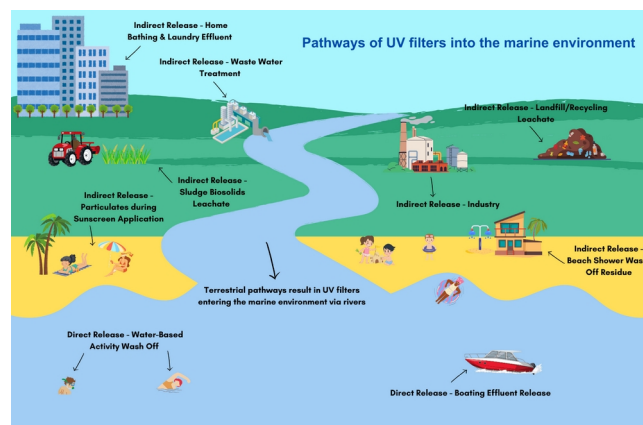 Pathways of UV filters into the marine environment
Indirect Release - Home
Bathing & Laundry Effluent
Indirect Release - Waste Water
Treatment
Indirect Release - Landfill/Recycling
Leachate
Indirect Release -
Sludge Biosolids
Leachate
Indirect Release -
Particulates during
Sunscreen Application
Indirect Release - Industry
Indirect Release -
Beach Shower Was
Off Residue
Terrestrial pathways result in UV filters
entering the marine environment via rivers
Direct Release - Water-Based
Activity Wash Off
Direct Release - Boating Effluent Release